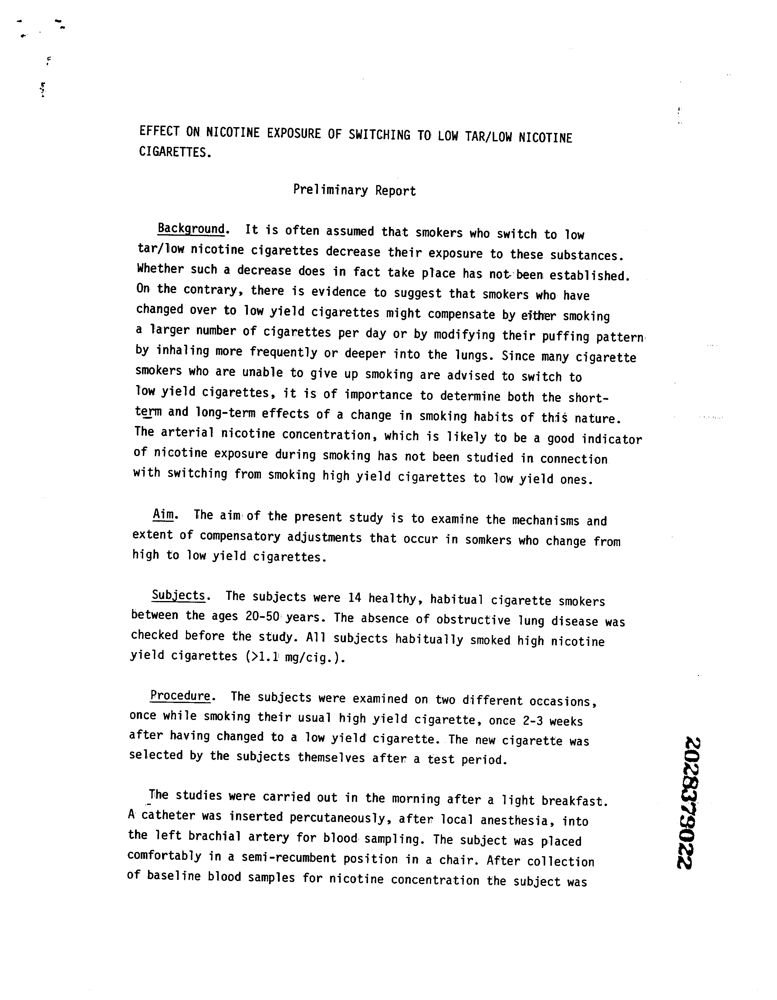 EFFECT ON NICOTINE EXPOSURE OF SWITCHING TO LOW TAR/LOW NICOTINE
CIGARETTES.
Preliminary Report
Background. It is often assumed that smokers who switch to low
tar/low nicotine cigarettes decrease their exposure to these substances.
Whether such a decrease does in fact take place has not been established.
On the contrary, there is evidence to suggest that smokers who have
changed over to low yield cigarettes might compensate by either smoking
a larger number of cigarettes per day or by modifying their puffing pattern
by inhaling more frequently or deeper into the lungs. Since many cigarette
smokers who are unable to give up smoking are advised to switch to
low yield cigarettes, it is of importance to determine both the short-
term and long-term effects of a change in smoking habits of this nature.
The arterial nicotine concentration, which is likely to be a good indicator
of nicotine exposure during smoking has not been studied in connection
with switching from smoking high yield cigarettes to low yield ones.
Aim. The aim of the present study is to examine the mechanisms and
extent of compensatory adjustments that occur in somkers who change from
high to low yield cigarettes.
Subjects. The subjects were 14 healthy, habitual cigarette smokers
between the ages 20-50 years. The absence of obstructive lung disease was
checked before the study. All subjects habitually smoked high nicotine
yield cigarettes (>1.1 mg/cig.).
Procedure. The subjects were examined on two different occasions,
once while smoking their usual high yield cigarette, once 2-3 weeks
after having changed to a low yield cigarette. The new cigarette was
selected by the subjects themselves after a test period.
The studies were carried out in the morning after a light breakfast.
A catheter was inserted percutaneously, after local anesthesia, into
the left brachial artery for blood sampling. The subject was placed
comfortably in a semi-recumbent position in a chair. After collection
of baseline blood samples for nicotine concentration the subject was
2028379022